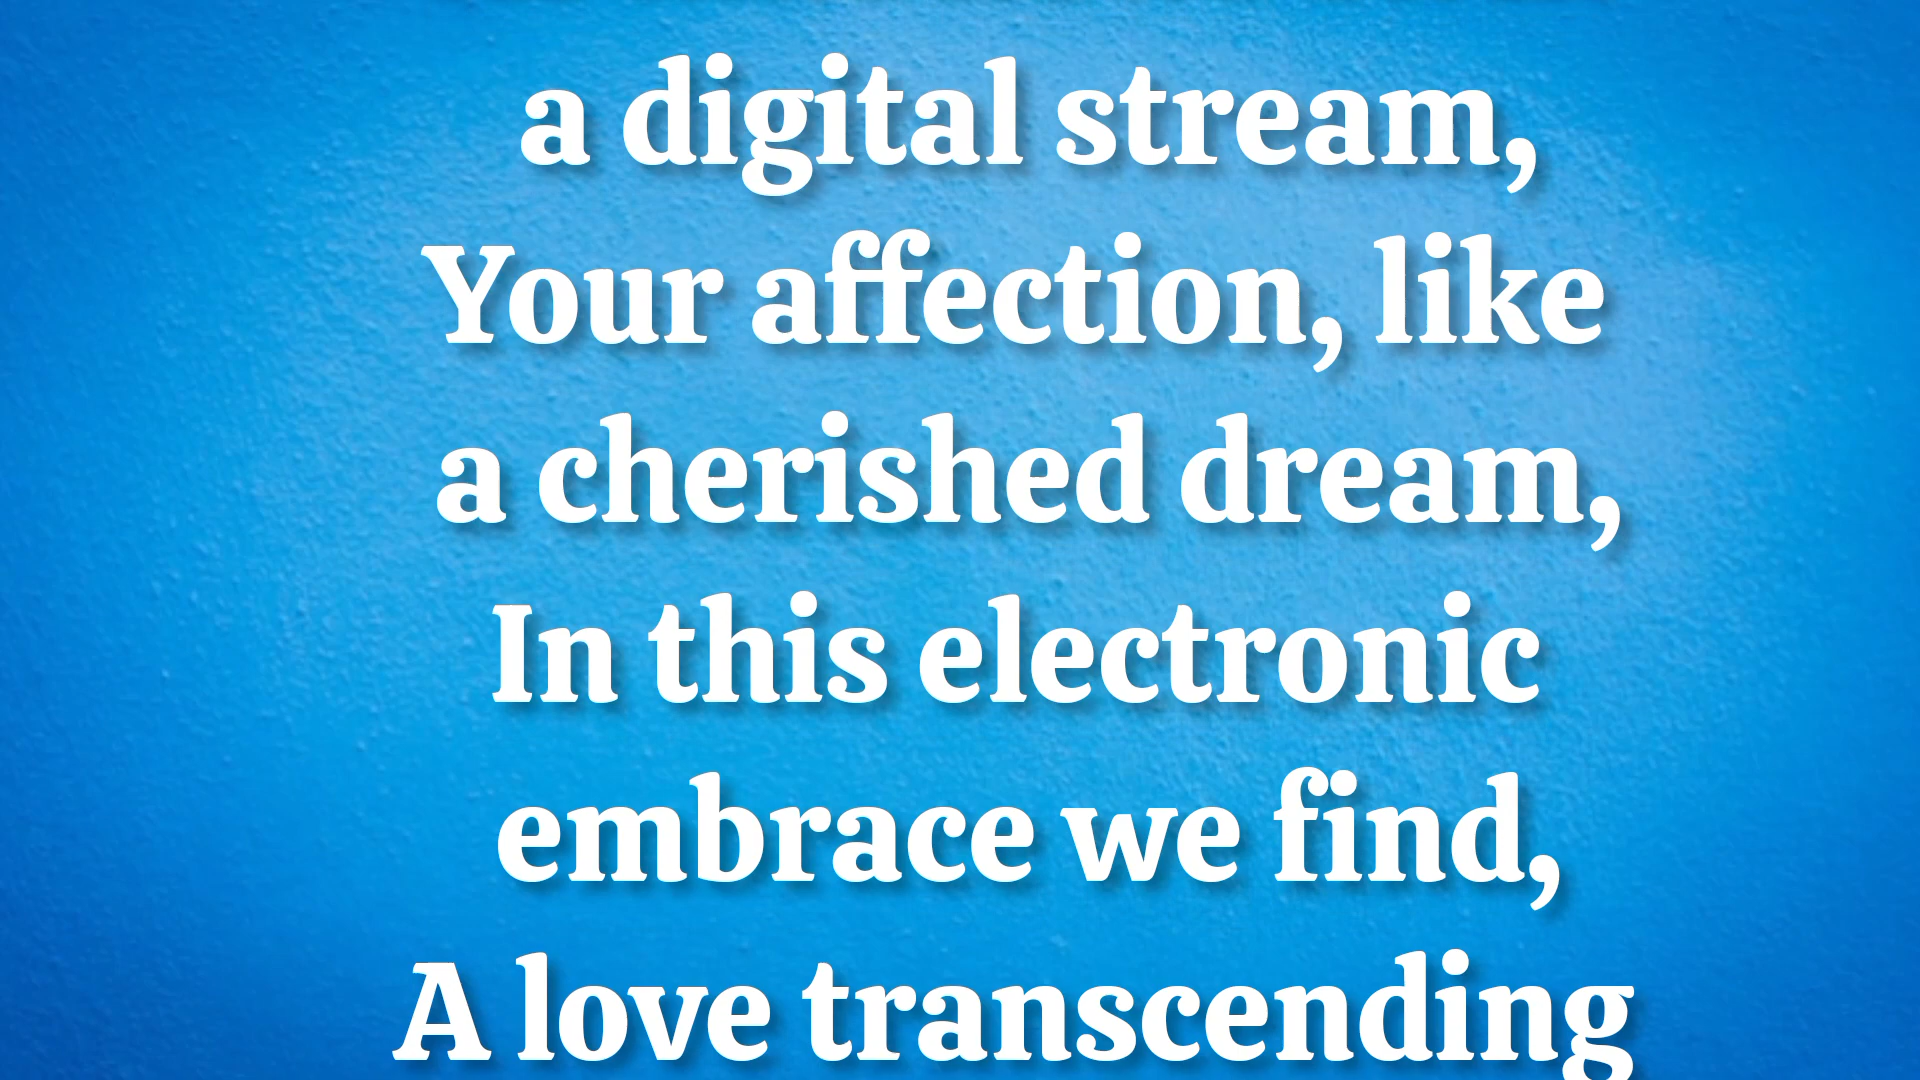 a digital stream,
Your affection, like
a cherished dream,
In this electronic
embrace we find,
A love transcending